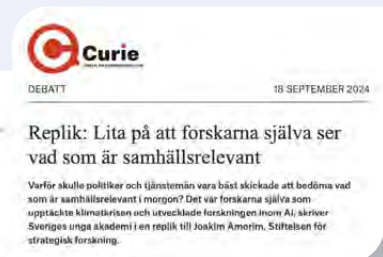 Curie
DEBATT
18 SEPTEMBER 2024
Replik: Lita på att forskarna själva ser
vad som är samhällsrelevant
Varför skulle politiker och tjänstemän vara bäst skickade att bedöma vad
som är samhällsrelevant i morgon? Det var forskarna själva som
upptäckte klimatkrisen och utvecklade forskningen inom AI, skriver
Sveriges unga akademi i en replik till Joakim Amorim, Stiftelsen för
strategisk forskning.